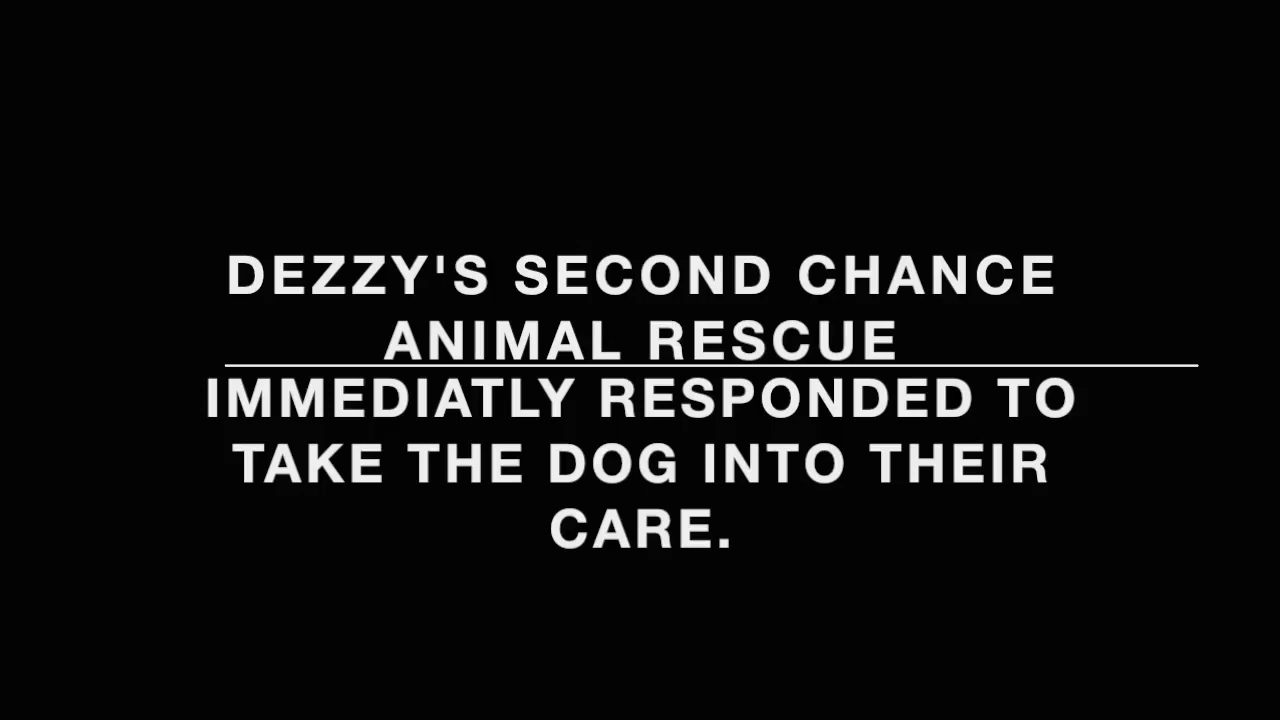 DEZZY'S SECOND CHANCE
ANIMAL RESCUE
IMMEDIATLY RESPONDED TO
TAKE THE DOG INTO THEIR
CARE.